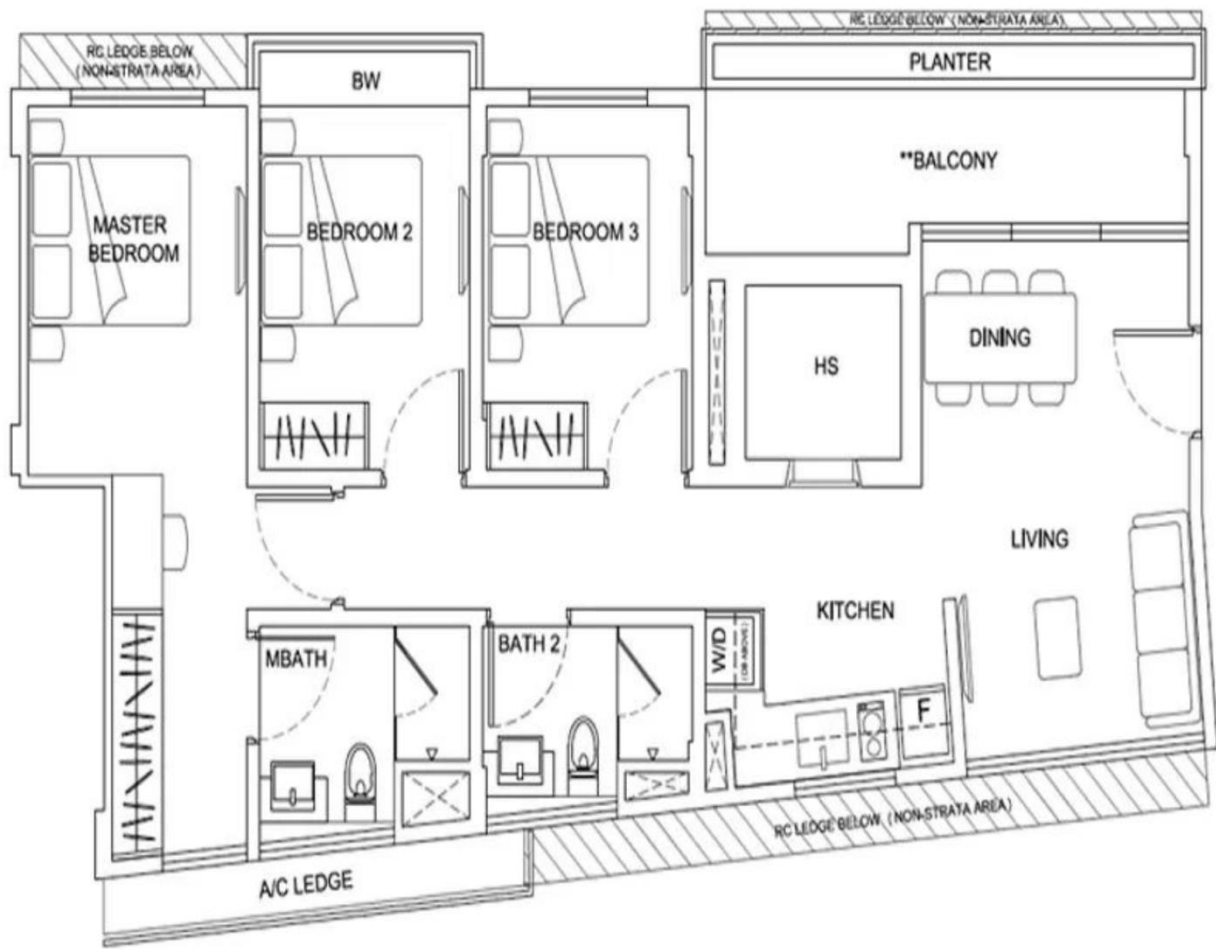 RC LEDGE BELOW
(NON-STRATA AREA)
RC LEDGE BELOW (NON-STRATA AREA)
BW
PLANTER
**BALCONY
MASTER
BEDROOM
BEDROOM 2
BEDROOM 3
HS
DINING
LIVING
KITCHEN
MBATH
BATH 2
W/D
(DB ABOVE)
F
RC LEDGE BELOW (NON-STRATA AREA)
A/C LEDGE